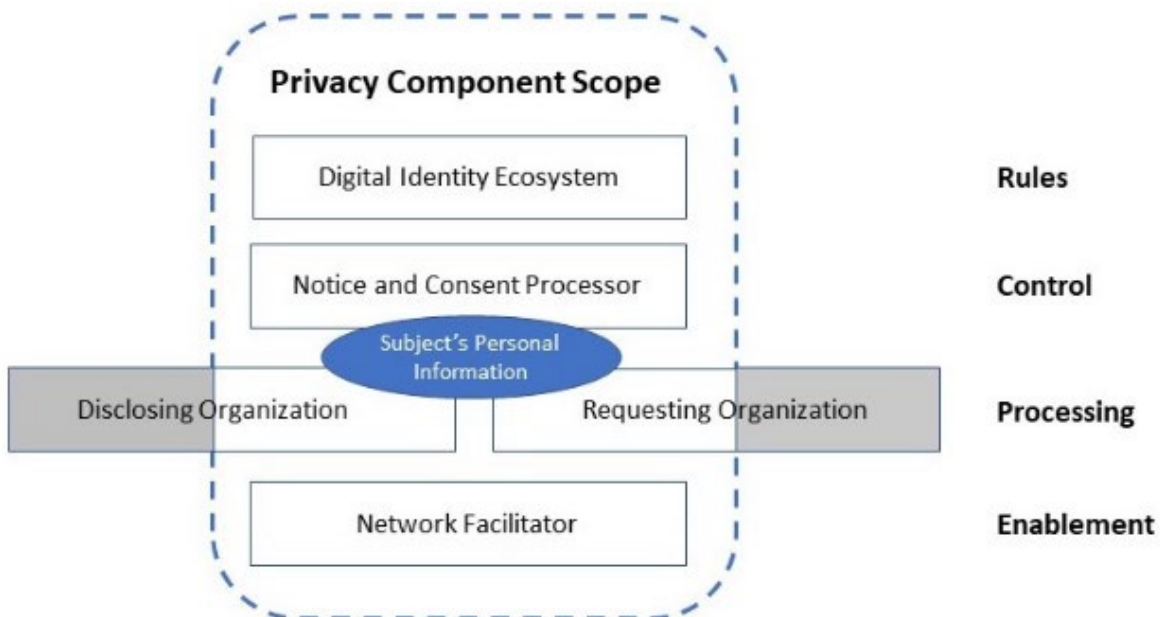 Privacy Component Scope
Digital Identity Ecosystem
Rules
Notice and Consent Processor
Control
Subject's Personal
Information
Disclosing Organization
Requesting Organization
Processing
Network Facilitator
Enablement